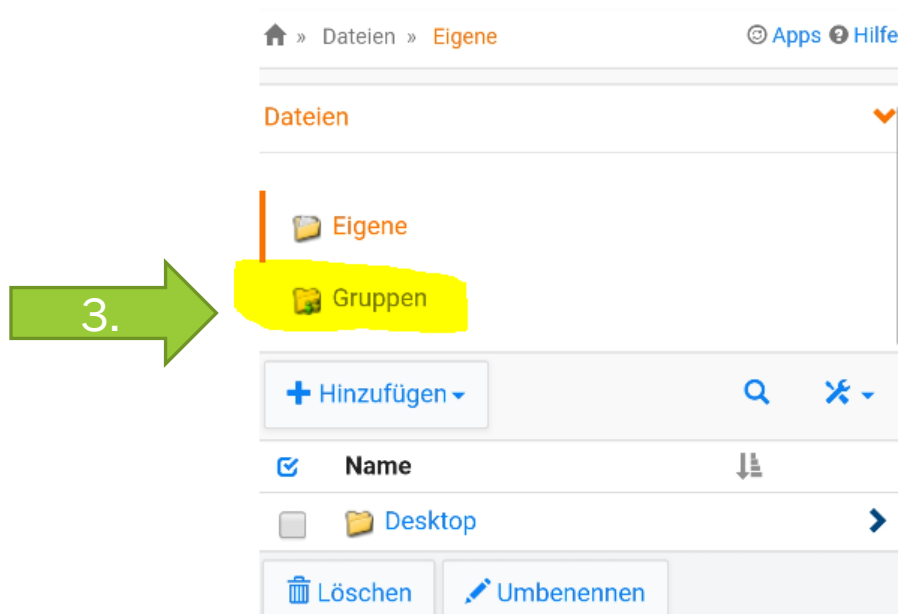 » Dateien » Eigene Apps Hilfe
Dateien
Eigene
3. Gruppen
Hinzufügen
Name
Desktop
Löschen Umbenennen